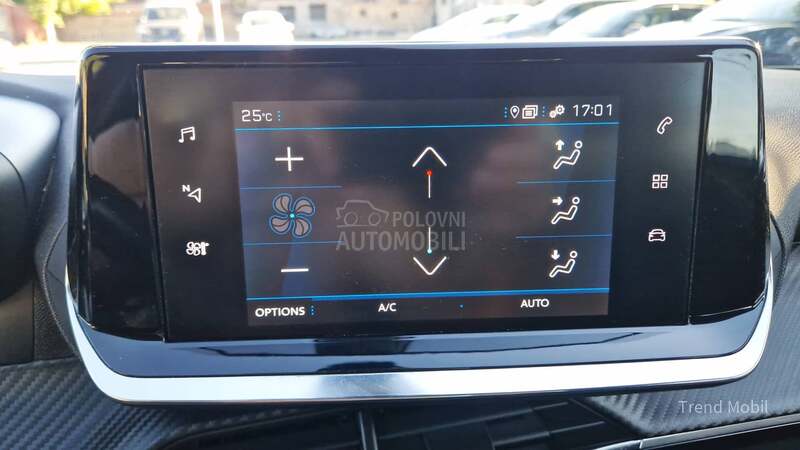 25°C
17:01
N
POLOVNI
AUTOMOBILI
OPTIONS
A/C
AUTO
Trend Mobil